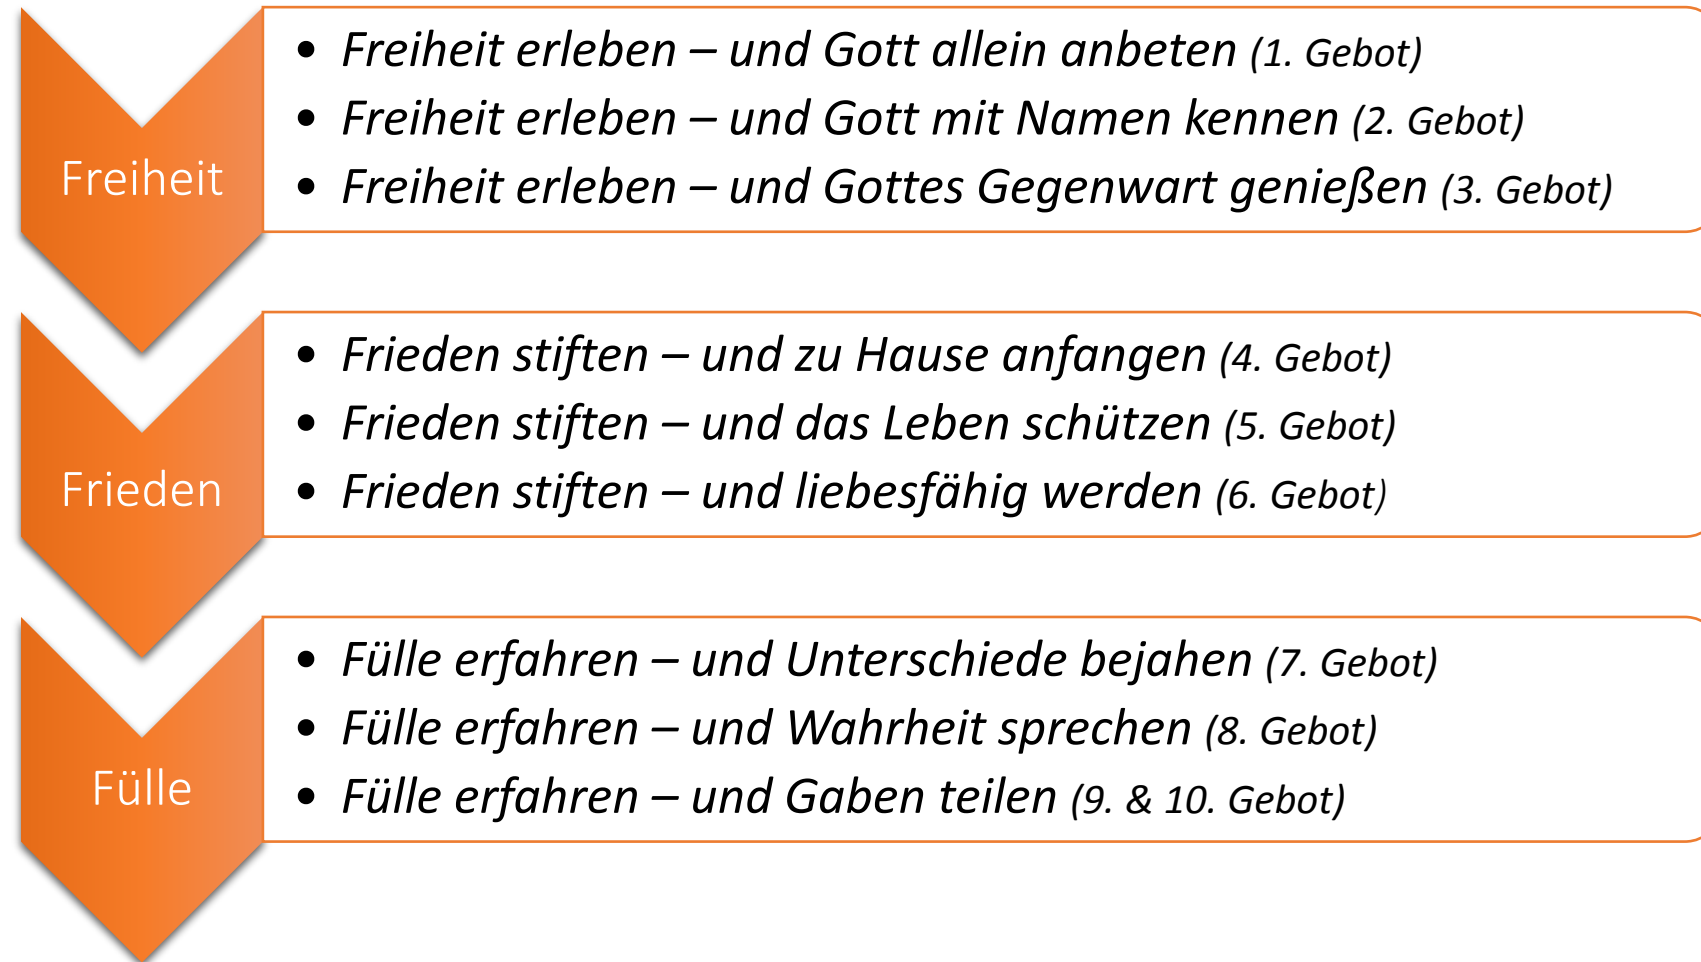 Freiheit
• Freiheit erleben – und Gott allein anbeten (1. Gebot)
• Freiheit erleben – und Gott mit Namen kennen (2. Gebot)
• Freiheit erleben – und Gottes Gegenwart genießen (3. Gebot)
Frieden
• Frieden stiften – und zu Hause anfangen (4. Gebot)
• Frieden stiften – und das Leben schützen (5. Gebot)
• Frieden stiften – und liebesfähig werden (6. Gebot)
Fülle
• Fülle erfahren – und Unterschiede bejahen (7. Gebot)
• Fülle erfahren – und Wahrheit sprechen (8. Gebot)
• Fülle erfahren – und Gaben teilen (9. & 10. Gebot)